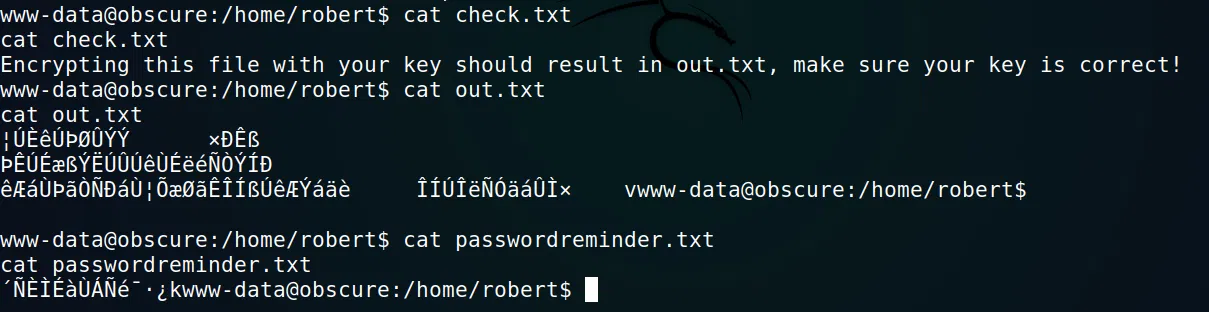 www-data@obscure:/home/robert$ cat check.txt
cat check.txt
Encrypting this file with your key should result in out.txt, make sure your key is correct!
www-data@obscure:/home/robert$ cat out.txt
cat out.txt
¦ÚÈêÚÞØÛÝÝ	×ÐÊß
ÞÊÚÉæßÝËÚÛÚêÙÉëéÑÒÝÍÐ
êÆáÙÞãÒÑÐáÙ¦ÕæØãÊÎÍßÚêÆÝáäè	ÎÍÚÎëÑÓäáÛÌ×	vwww-data@obscure:/home/robert$
www-data@obscure:/home/robert$ cat passwordreminder.txt
cat passwordreminder.txt
´ÑÈÌÉàÙÁÑé¯·¿kwww-data@obscure:/home/robert$